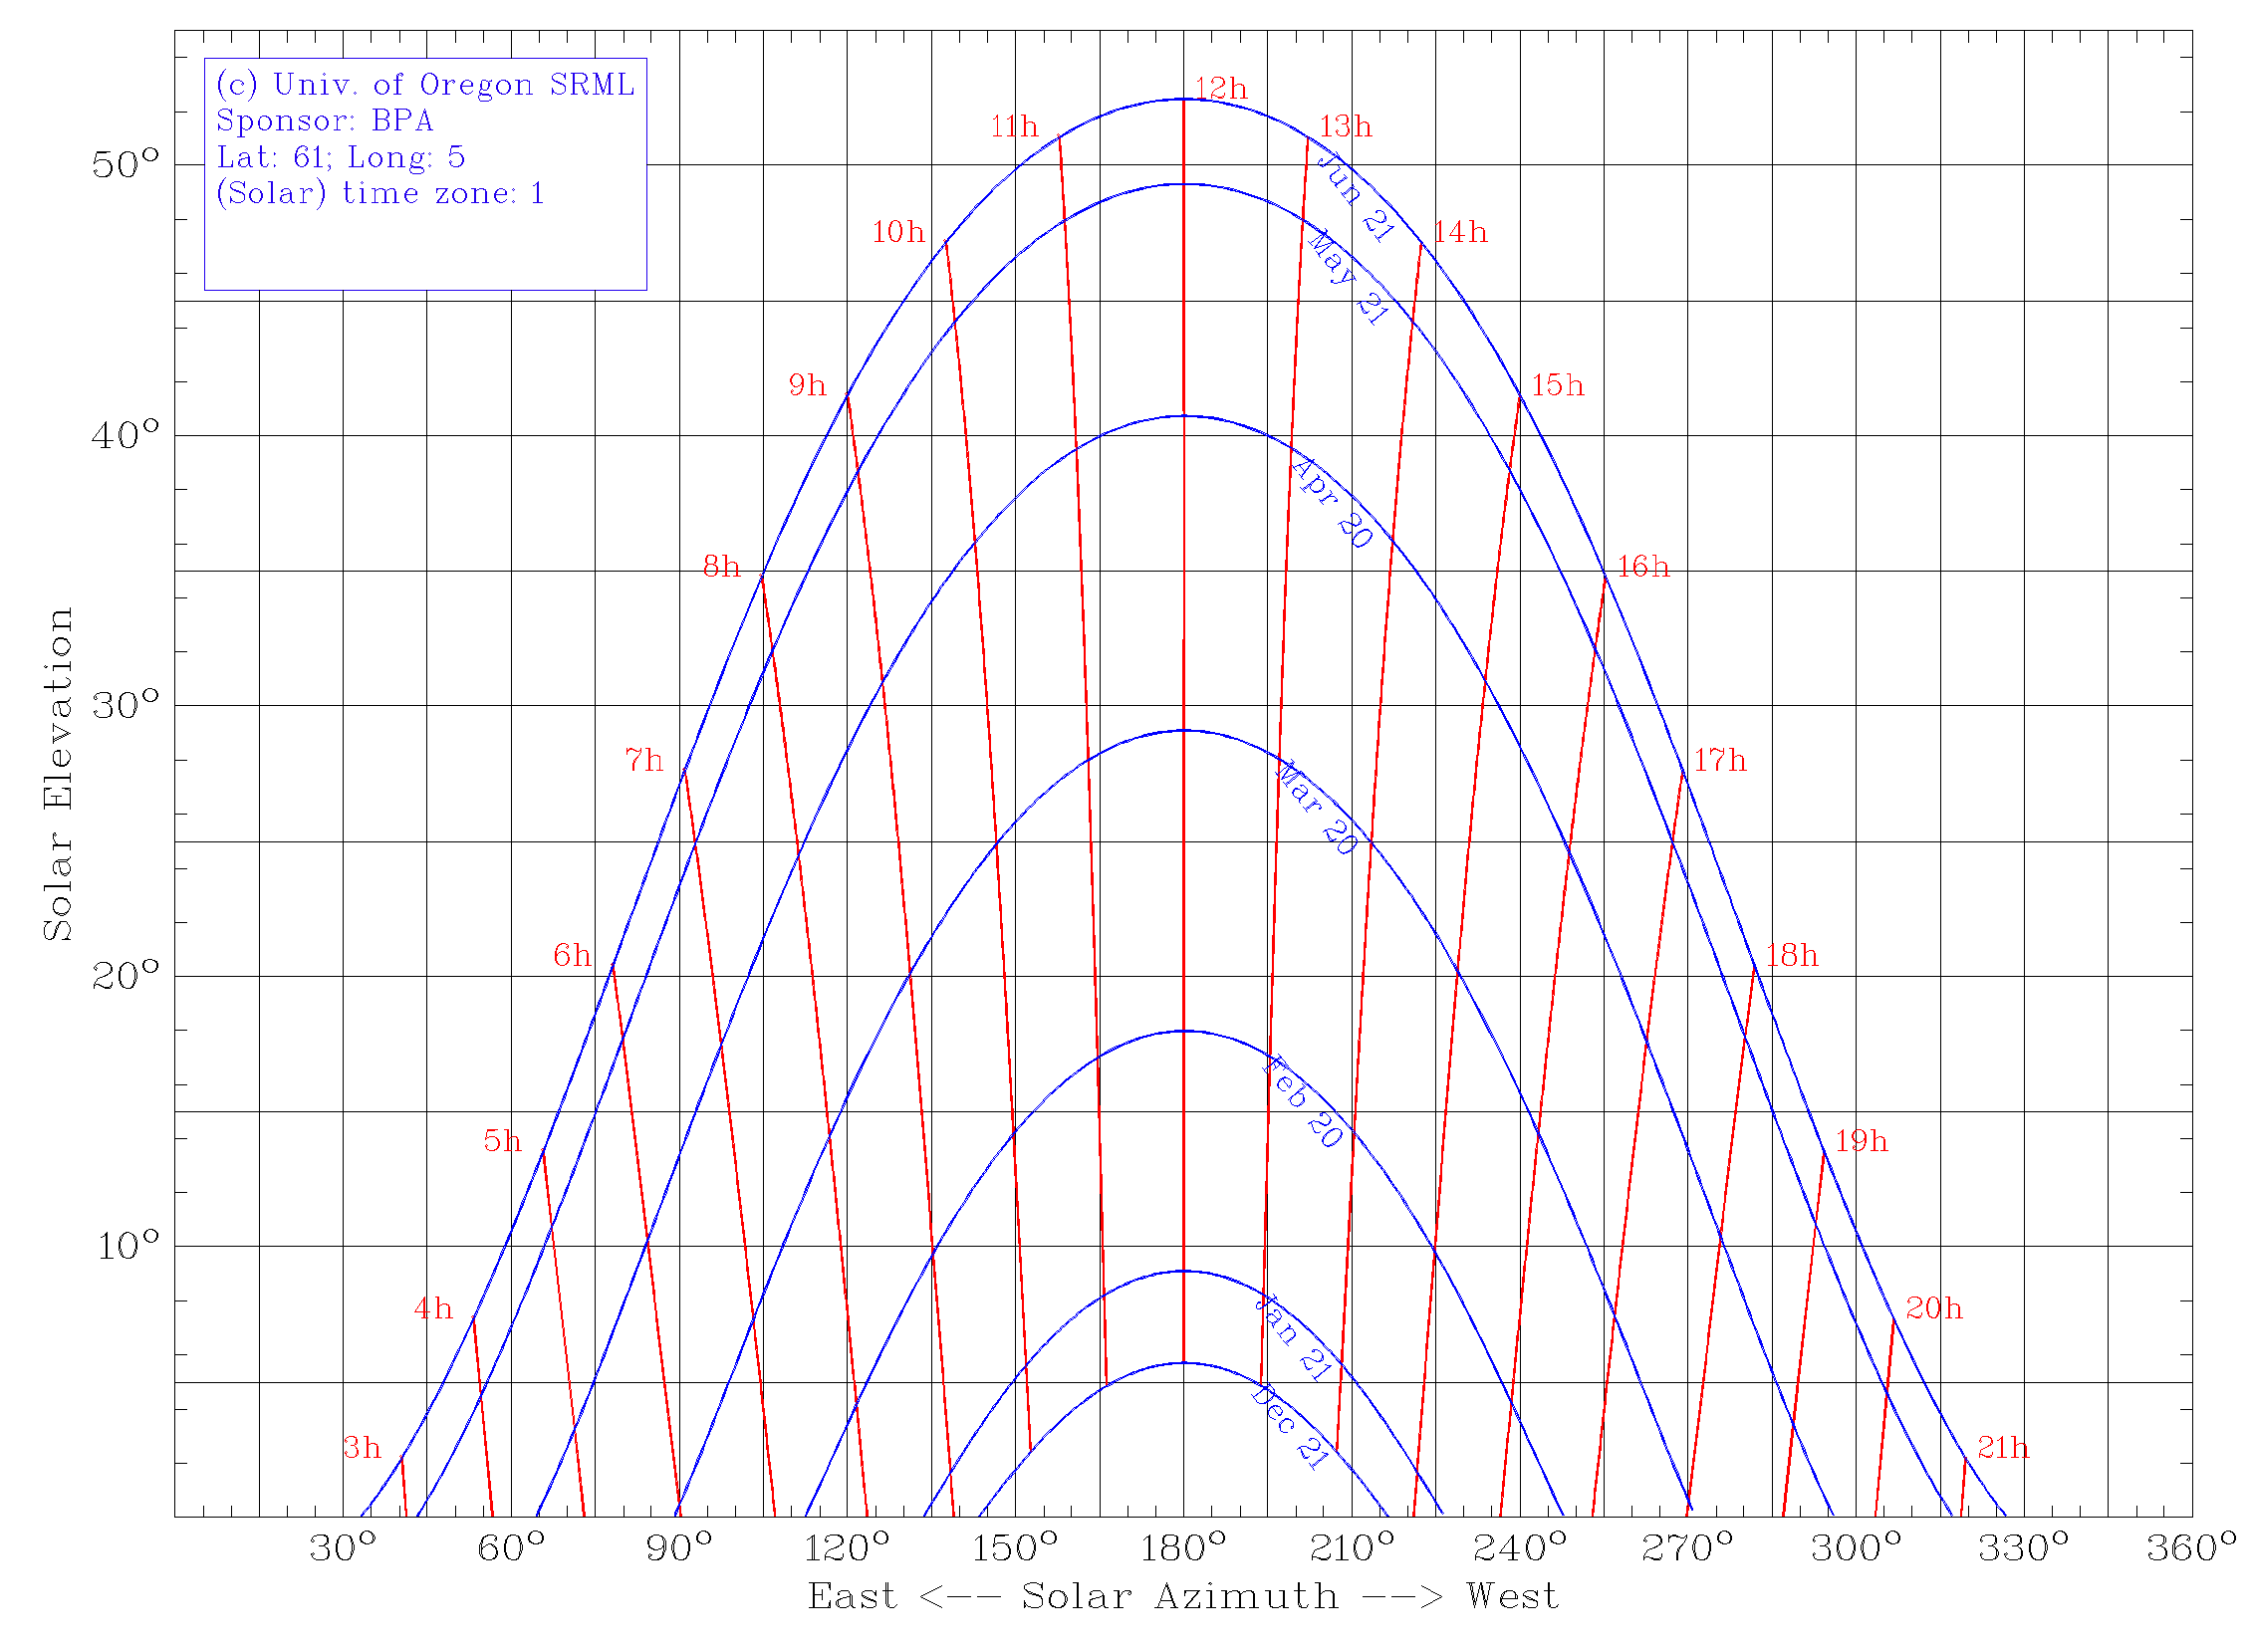 (c) Univ. of Oregon SRML
Sponsor: BPA
Lat: 61; Long: 5
(Solar) time zone: 1
12h
11h
13h
10h
14h
9h
15h
8h
16h
7h
17h
6h
18h
5h
19h
4h
20h
3h
21h
Jun 21
May 21
Apr 20
Mar 20
Feb 20
Jan 21
Dec 21
50°
40°
30°
20°
10°
Solar Elevation
30° 60° 90° 120° 150° 180° 210° 240° 270° 300° 330° 360°
East <-- Solar Azimuth --> West